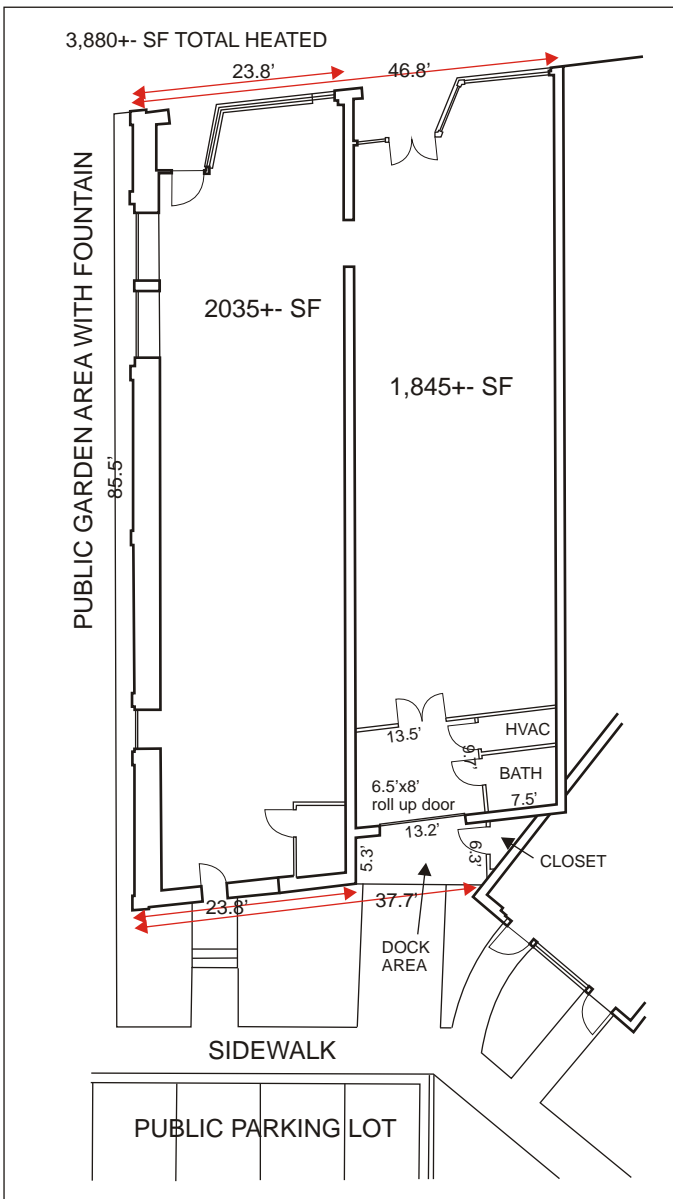 3,880+- SF TOTAL HEATED
23.8'
46.8'
PUBLIC GARDEN AREA WITH FOUNTAIN
85.5'
2035+- SF
1,845+- SF
13.5'
9.7'
HVAC
BATH
7.5'
6.5'x8'
roll up door
13.2'
5.3'
6.3'
CLOSET
23.8'
37.7'
DOCK
AREA
SIDEWALK
PUBLIC PARKING LOT